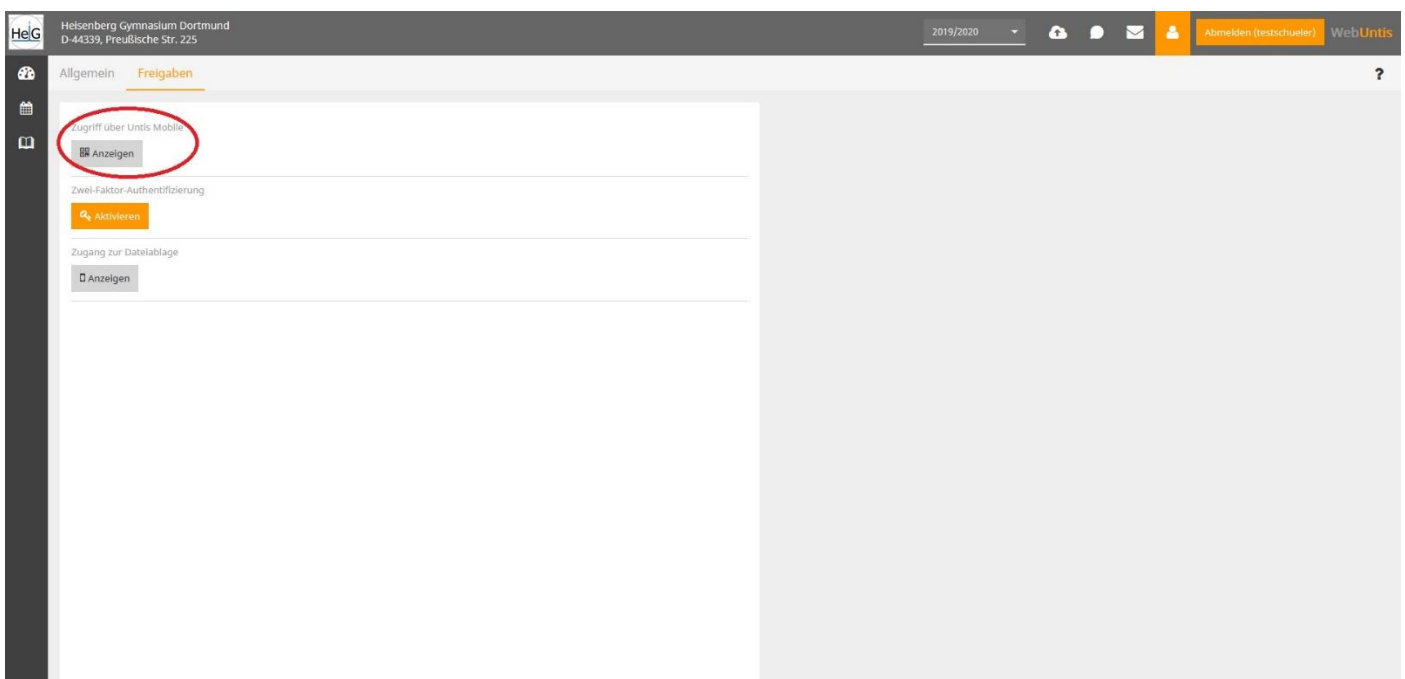 HeiG
Heisenberg Gymnasium Dortmund
D-44339, Preußische Str. 225
2019/2020
Abmelden (testschueler)
WebUntis
Allgemein
Freigaben
?
Zugriff über Untis Mobile
Anzeigen
Zwei-Faktor-Authentifizierung
Aktivieren
Zugang zur Dateiablage
Anzeigen